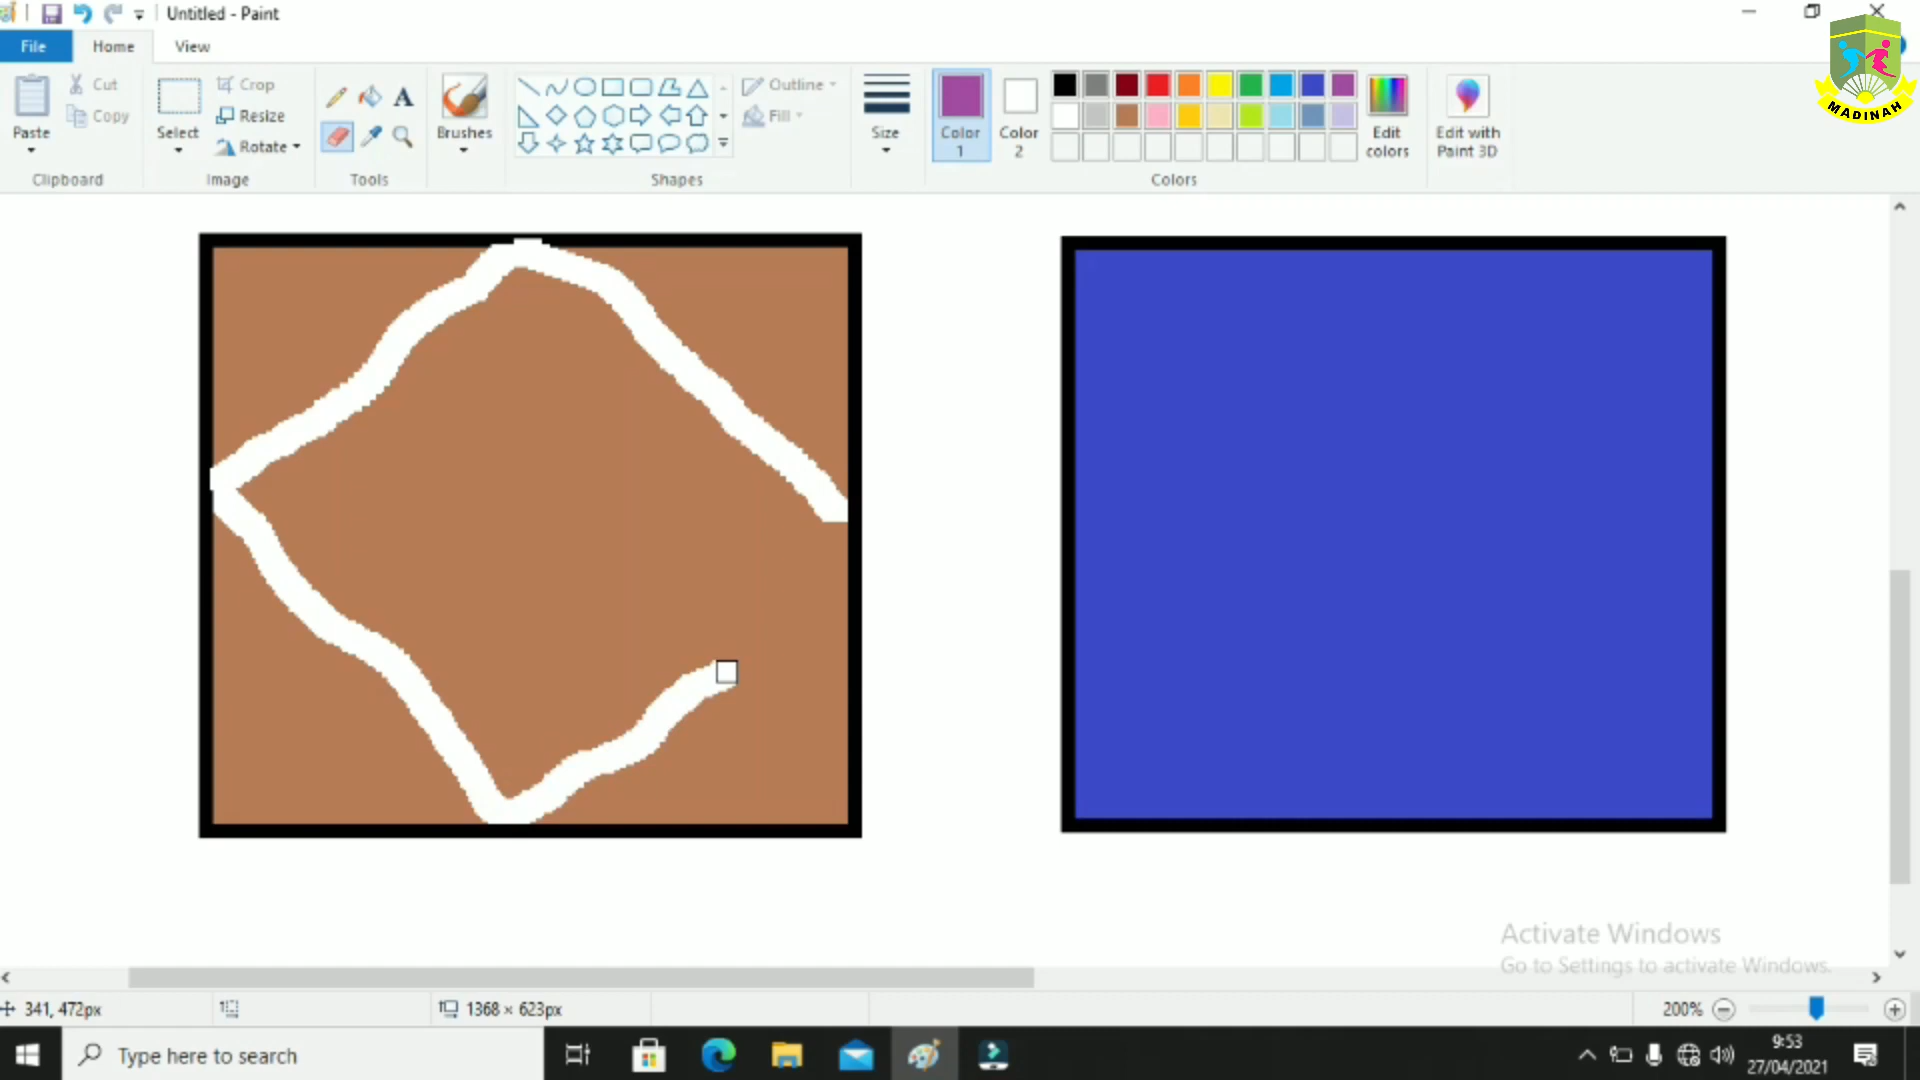 Untitled - Paint
File Home View
Paste
Cut
Copy
Clipboard
Select
Crop
Resize
Rotate
Image
A
Tools
Brushes
Shapes
Outline
Fill
Size
Color
1
Color
2
Colors
Edit
colors
Edit with
Paint 3D
MADINAH
Activate Windows
Go to Settings to activate Windows.
341, 472px
1368 × 623px
200%
Type here to search
9:53
27/04/2021